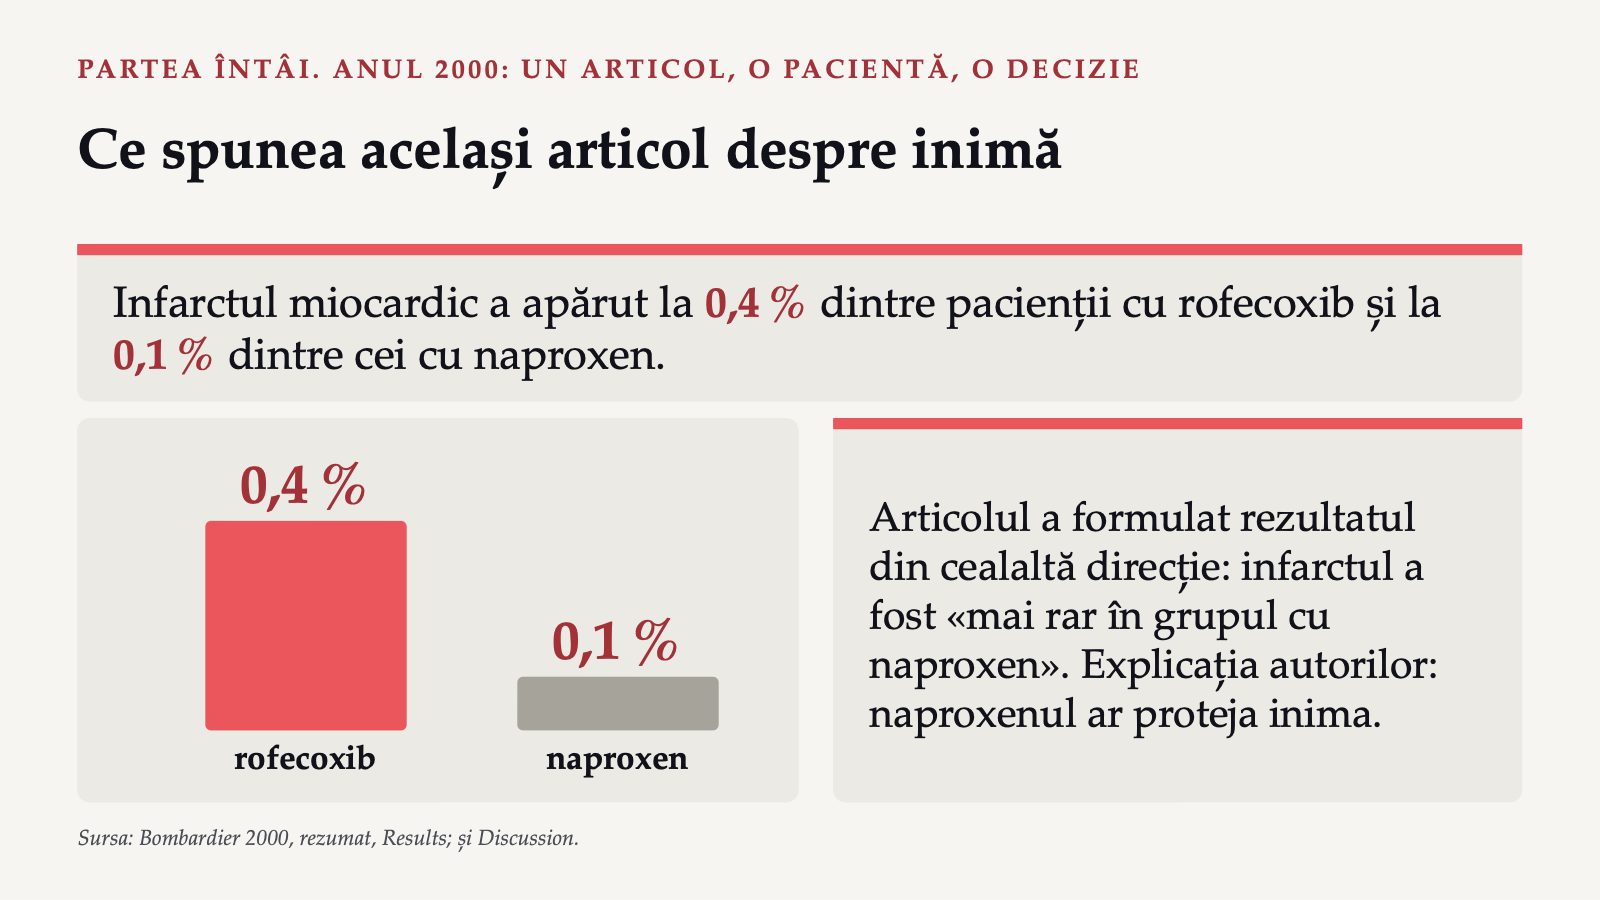 PARTEA ÎNTÂI. ANUL 2000: UN ARTICOL, O PACIENTĂ, O DECIZIE
Ce spunea același articol despre inimă
Infarctul miocardic a apărut la 0,4 % dintre pacienții cu rofecoxib și la
0,1 % dintre cei cu naproxen.
0,4 %
0,1 %
rofecoxib
naproxen
Articolul a formulat rezultatul
din cealaltă direcție: infarctul a
fost «mai rar în grupul cu
naproxen». Explicația autorilor:
naproxenul ar proteja inima.
Sursa: Bombardier 2000, rezumat, Results; și Discussion.